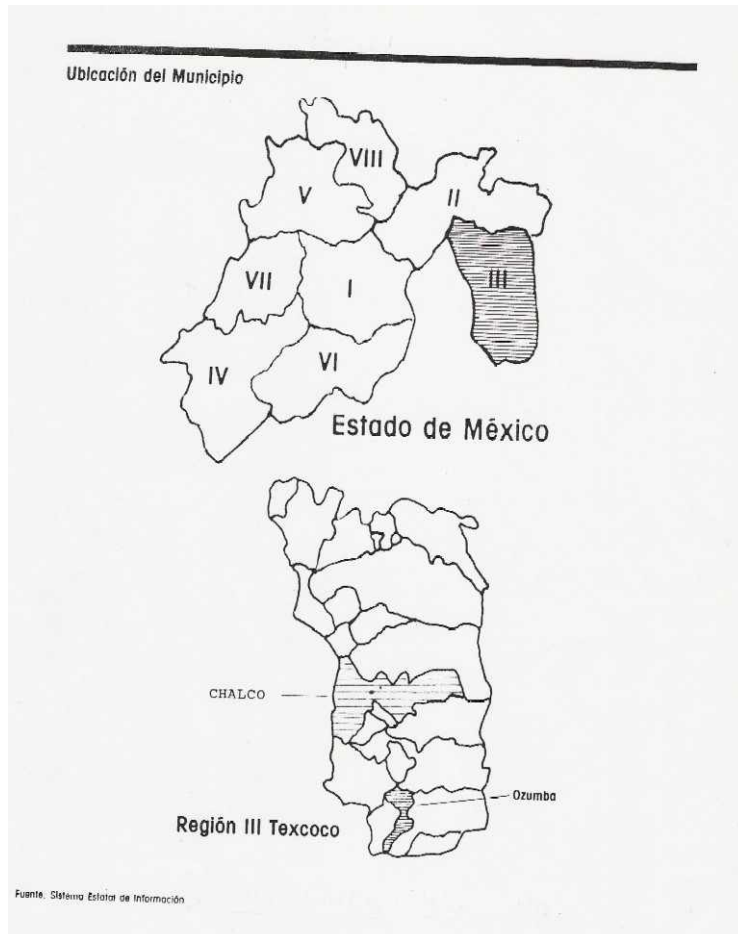 Ubicación del Municipio
VIII
V
II
VII
I
III
IV
VI
Estado de México
CHALCO
Ozumba
Región III Texcoco
Fuente. Sistema Estatal de Información